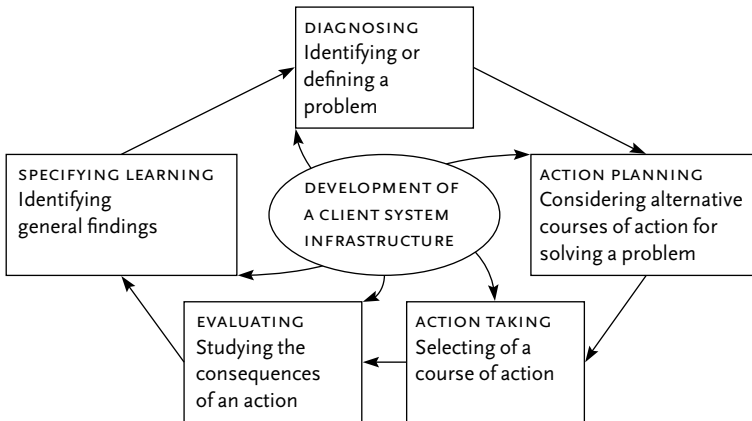 DIAGNOSING
Identifying or
defining a
problem
SPECIFYING LEARNING
Identifying
general findings
DEVELOPMENT OF
A CLIENT SYSTEM
INFRASTRUCTURE
ACTION PLANNING
Considering alternative
courses of action for
solving a problem
EVALUATING
Studying the
consequences
of an action
ACTION TAKING
Selecting of a
course of action